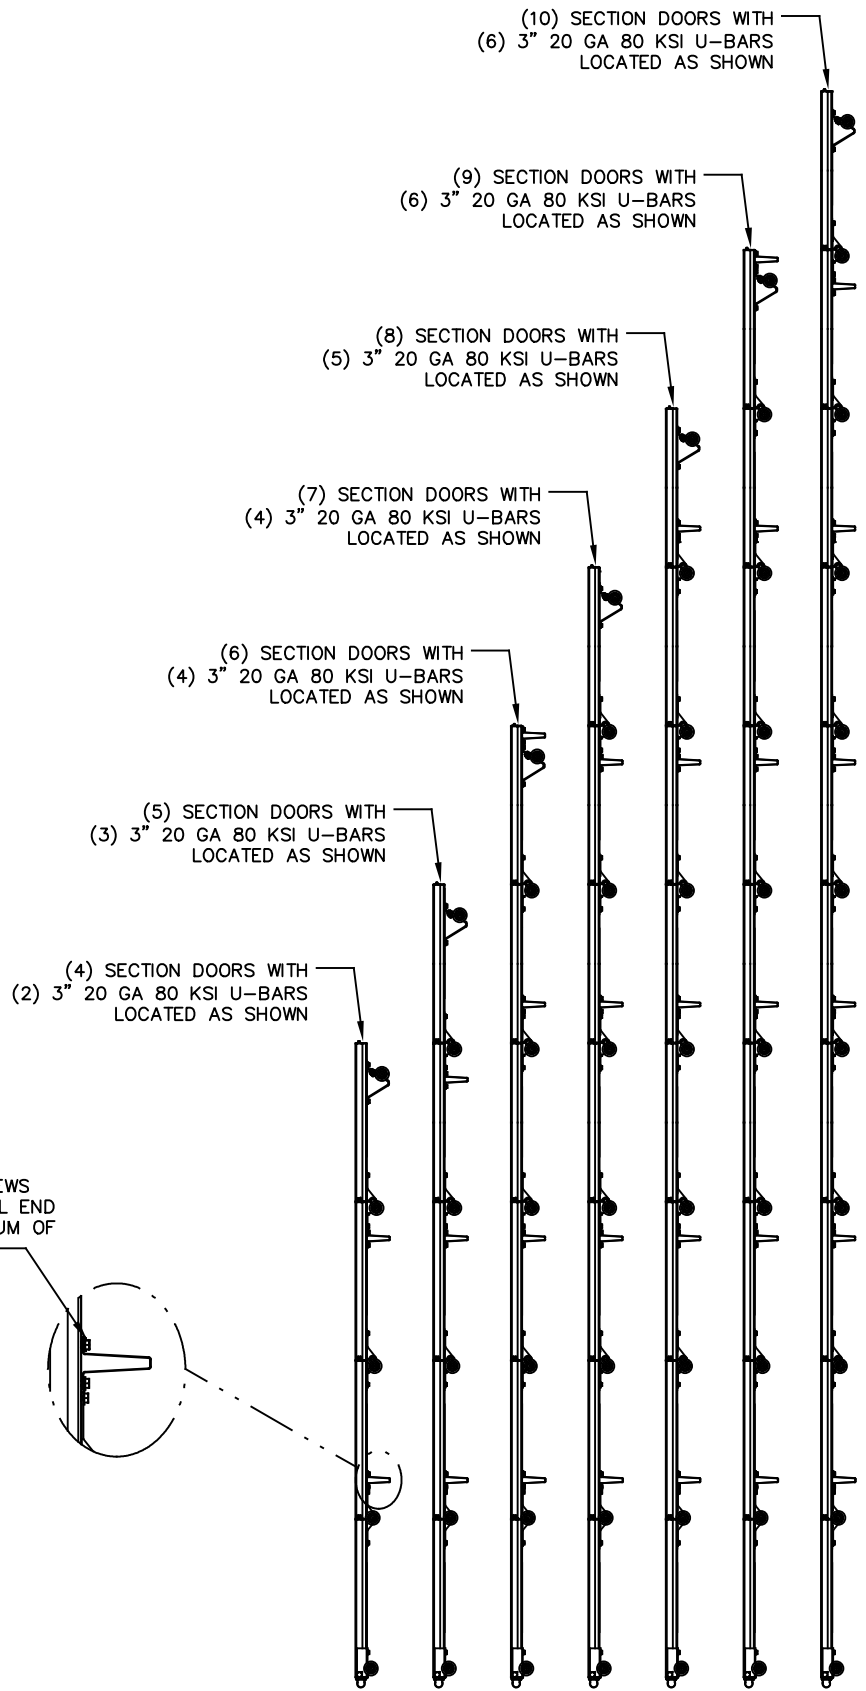 (10) SECTION DOORS WITH
(6) 3" 20 GA 80 KSI U-BARS
LOCATED AS SHOWN
(9) SECTION DOORS WITH
(6) 3" 20 GA 80 KSI U-BARS
LOCATED AS SHOWN
(8) SECTION DOORS WITH
(5) 3" 20 GA 80 KSI U-BARS
LOCATED AS SHOWN
(7) SECTION DOORS WITH
(4) 3" 20 GA 80 KSI U-BARS
LOCATED AS SHOWN
(6) SECTION DOORS WITH
(4) 3" 20 GA 80 KSI U-BARS
LOCATED AS SHOWN
(5) SECTION DOORS WITH
(3) 3" 20 GA 80 KSI U-BARS
LOCATED AS SHOWN
(4) SECTION DOORS WITH
(2) 3" 20 GA 80 KSI U-BARS
LOCATED AS SHOWN
END
OF